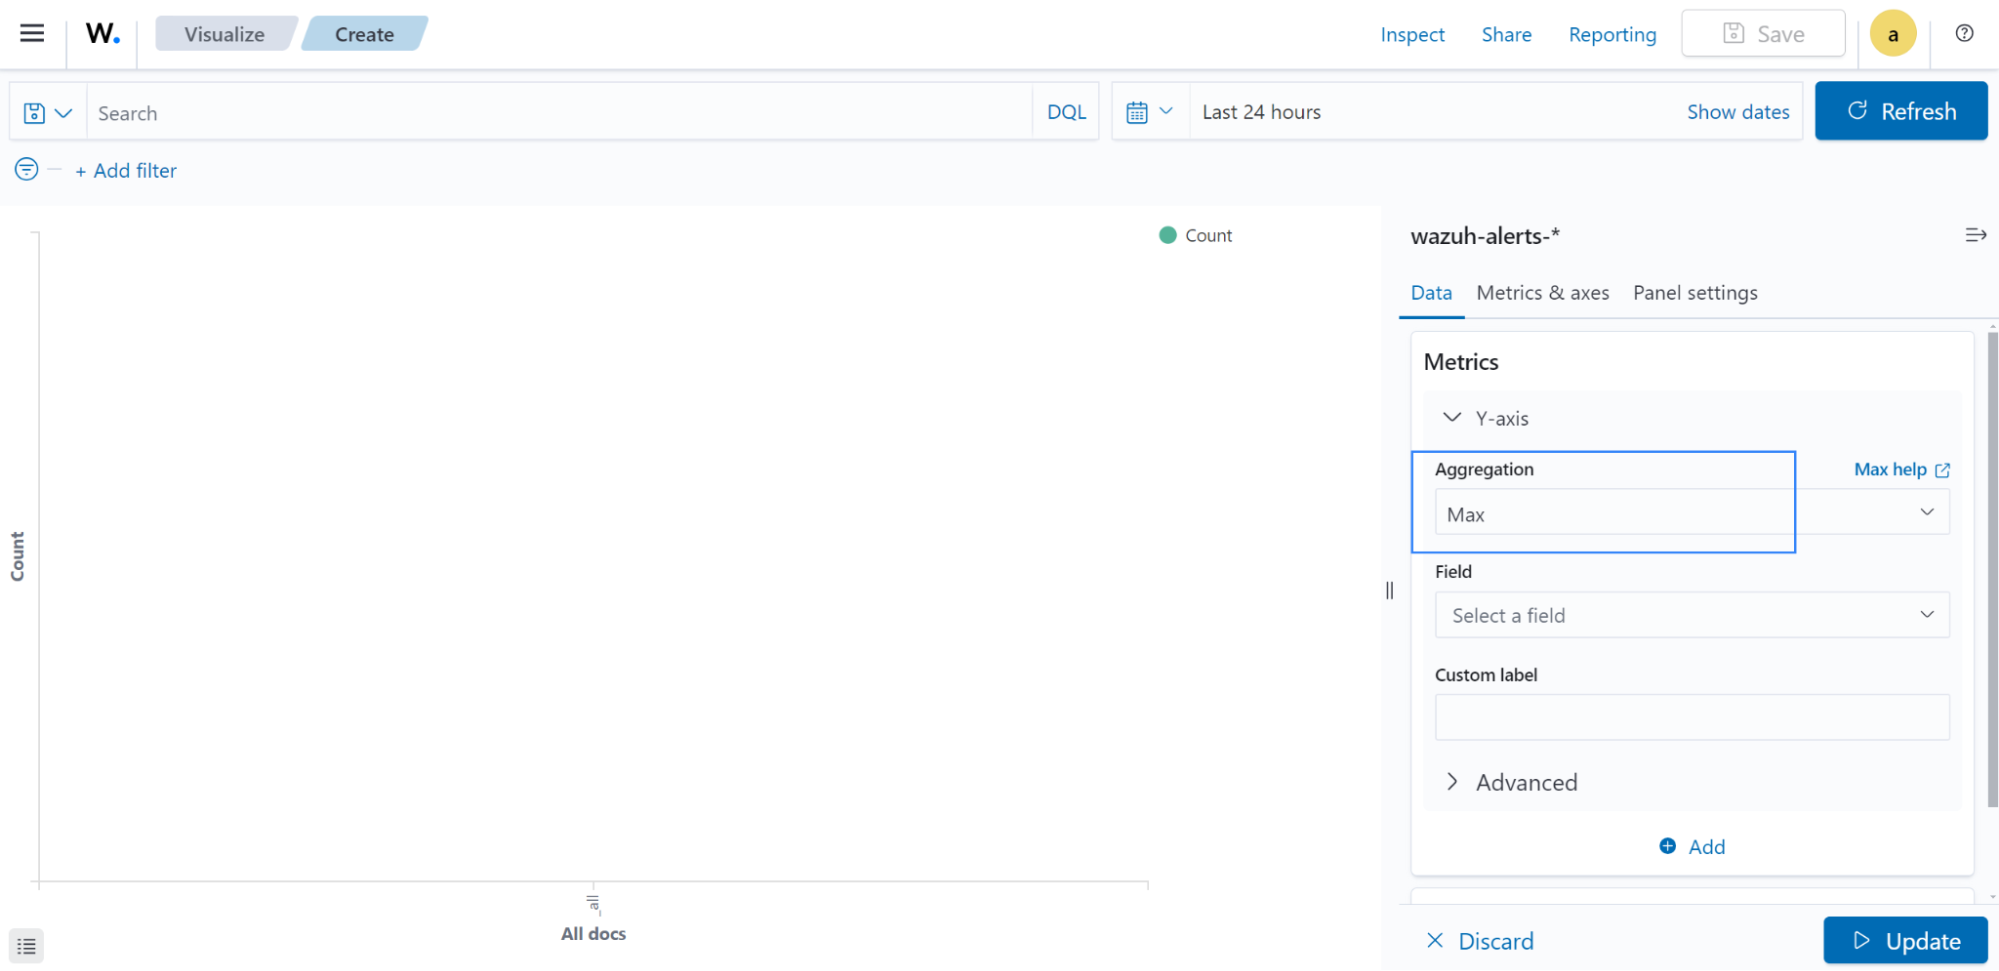 W.
Visualize
Create
Inspect
Share
Reporting
Save
a
Search
DQL
Last 24 hours
Show dates
Refresh
+ Add filter
Count
Count
_all
All docs
wazuh-alerts-*
Data
Metrics & axes
Panel settings
Metrics
Y-axis
Aggregation
Max help
Max
Field
Select a field
Custom label
Advanced
Add
Discard
Update